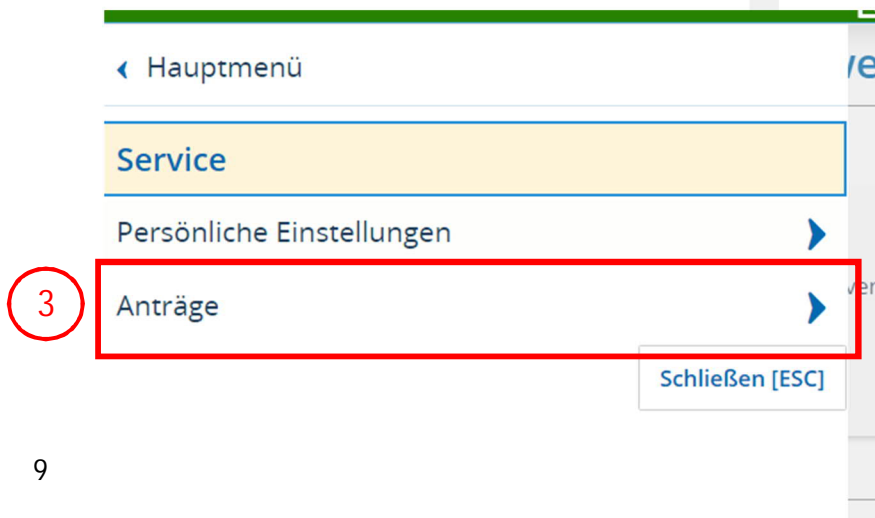 Hauptmenü
Service
Persönliche Einstellungen
3
Anträge
Schließen [ESC]
9